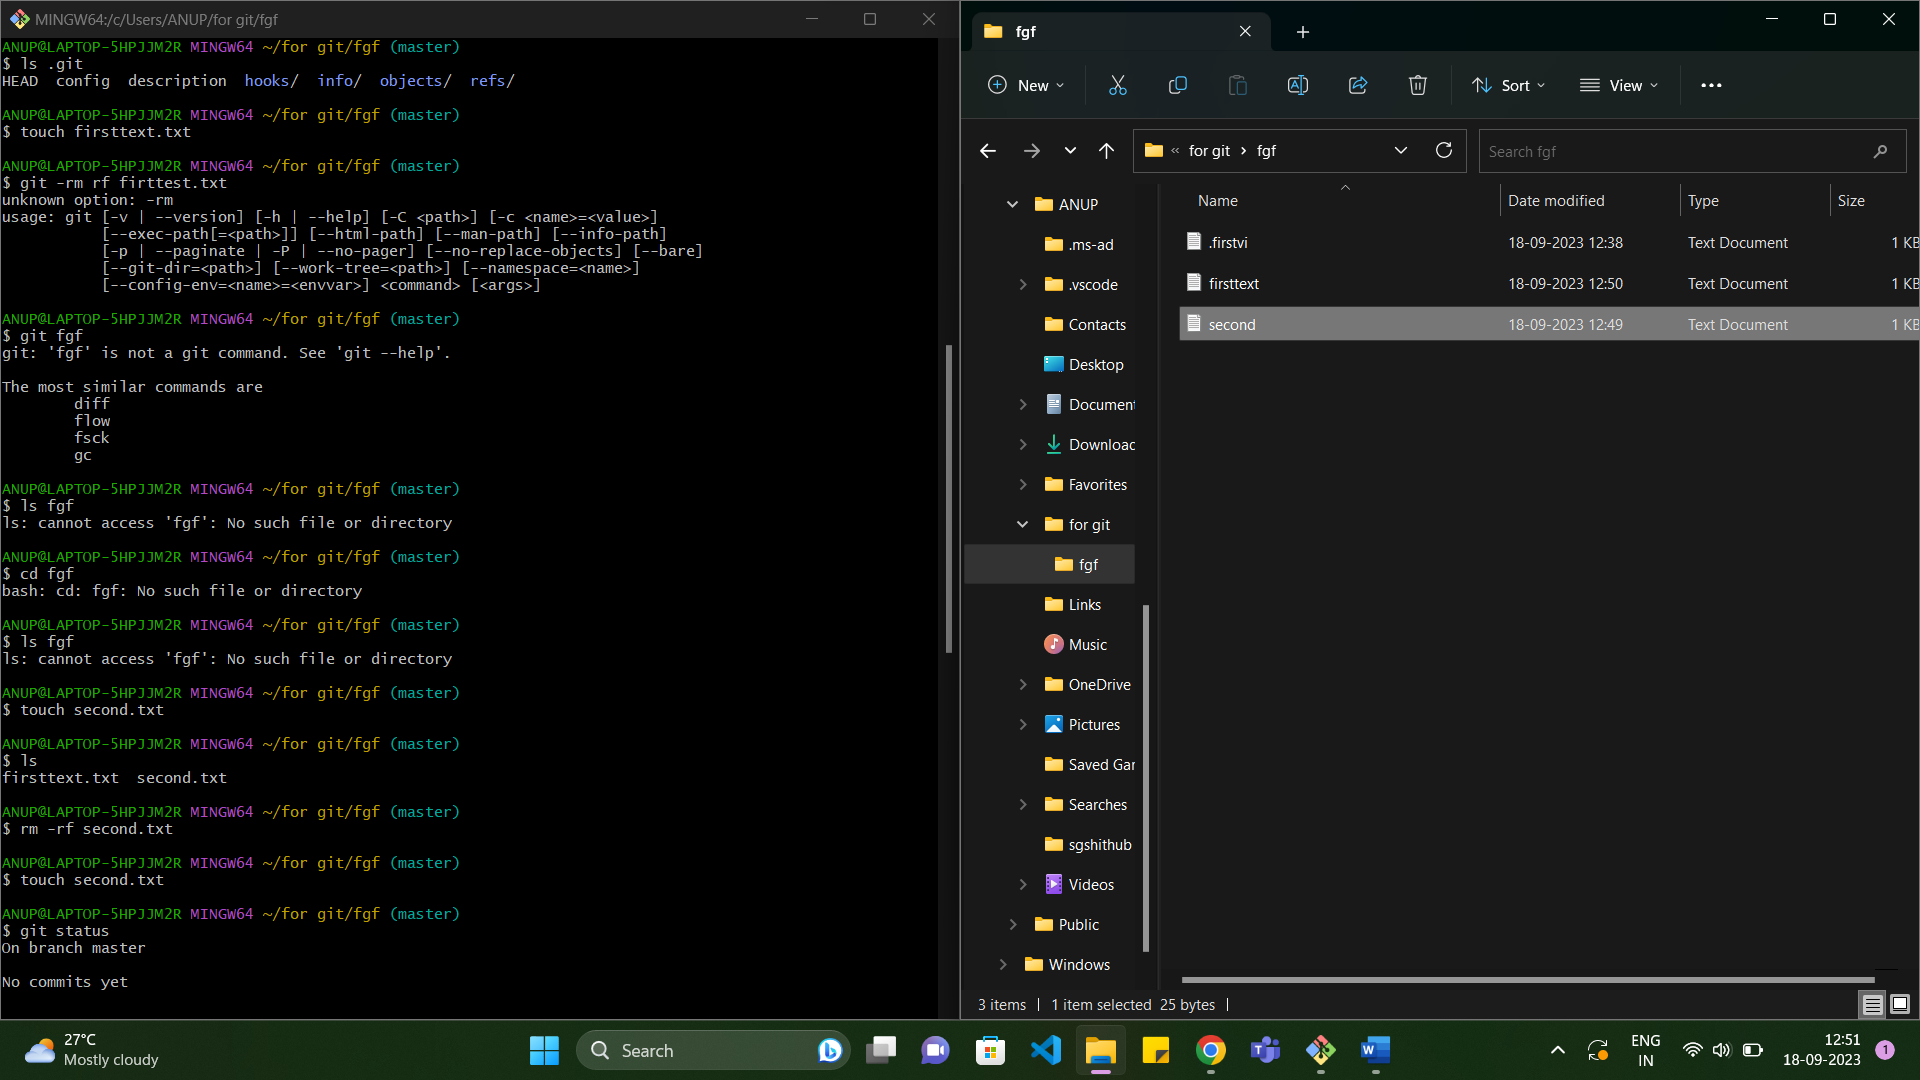 MINGW64:/c/Users/ANUP/for git/fgf
ANUP@LAPTOP-5HPJJM2R MINGW64 ~/for git/fgf (master)
$ ls .git
HEAD  config  description  hooks/  info/  objects/  refs/
ANUP@LAPTOP-5HPJJM2R MINGW64 ~/for git/fgf (master)
$ touch firsttext.txt
ANUP@LAPTOP-5HPJJM2R MINGW64 ~/for git/fgf (master)
$ git -rm rf firttest.txt
unknown option: -rm
usage: git [-v | --version] [-h | --help] [-C <path>] [-c <name>=<value>]
[--exec-path[=<path>]] [--html-path] [--man-path] [--info-path]
[-p | --paginate | -P | --no-pager] [--no-replace-objects] [--bare]
[--git-dir=<path>] [--work-tree=<path>] [--namespace=<name>]
[--config-env=<name>=<envvar>] <command> [<args>]
ANUP@LAPTOP-5HPJJM2R MINGW64 ~/for git/fgf (master)
$ git fgf
git: 'fgf' is not a git command. See 'git --help'.
The most similar commands are
diff
flow
fsck
gc
ANUP@LAPTOP-5HPJJM2R MINGW64 ~/for git/fgf (master)
$ ls fgf
ls: cannot access 'fgf': No such file or directory
ANUP@LAPTOP-5HPJJM2R MINGW64 ~/for git/fgf (master)
$ cd fgf
bash: cd: fgf: No such file or directory
ANUP@LAPTOP-5HPJJM2R MINGW64 ~/for git/fgf (master)
$ ls fgf
ls: cannot access 'fgf': No such file or directory
ANUP@LAPTOP-5HPJJM2R MINGW64 ~/for git/fgf (master)
$ touch second.txt
ANUP@LAPTOP-5HPJJM2R MINGW64 ~/for git/fgf (master)
$ ls
firsttext.txt  second.txt
ANUP@LAPTOP-5HPJJM2R MINGW64 ~/for git/fgf (master)
$ rm -rf second.txt
ANUP@LAPTOP-5HPJJM2R MINGW64 ~/for git/fgf (master)
$ touch second.txt
ANUP@LAPTOP-5HPJJM2R MINGW64 ~/for git/fgf (master)
$ git status
On branch master
No commits yet
fgf
New Sort View
« for git > fgf
Search fgf
ANUP
.ms-ad
.vscode
Contacts
Desktop
Document
Downloac
Favorites
for git
fgf
Links
Music
OneDrive
Pictures
Saved Gar
Searches
sgshithub
Videos
Public
Windows
Name Date modified Type Size
.firstvi 18-09-2023 12:38 Text Document 1 KB
firsttext 18-09-2023 12:50 Text Document 1 KB
second 18-09-2023 12:49 Text Document 1 KB
3 items 1 item selected 25 bytes
27°C
Mostly cloudy
Search
ENG
IN
12:51
18-09-2023
1